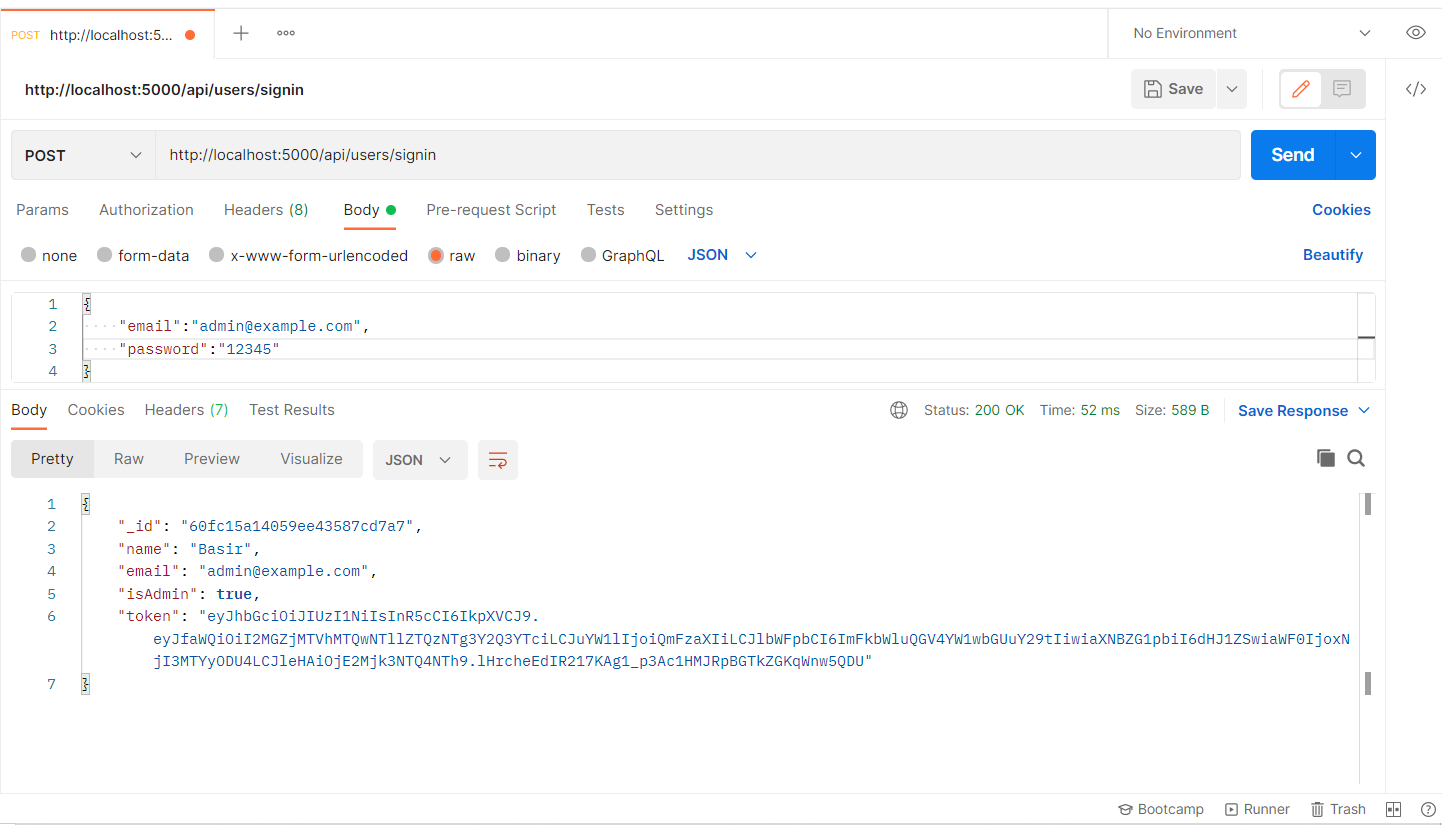 POST http://localhost:5...
No Environment
http://localhost:5000/api/users/signin
Save
POST
http://localhost:5000/api/users/signin
Send
Params Authorization Headers (8) Body Pre-request Script Tests Settings Cookies
none form-data x-www-form-urlencoded raw binary GraphQL JSON Beautify
1 {
2 ····"email":"admin@example.com",
3 ····"password":"12345"
4 }
Body Cookies Headers (7) Test Results Status: 200 OK Time: 52 ms Size: 589 B Save Response
Pretty Raw Preview Visualize JSON
1 {
2 "_id": "60fc15a14059ee43587cd7a7",
3 "name": "Basir",
4 "email": "admin@example.com",
5 "isAdmin": true,
6 "token": "eyJhbGciOiJIUzI1NiIsInR5cCI6IkpXVCJ9.
eyJfaWQiOiI2MGZjMTVhMTQwNTllZTQzNTg3Y2Q3YTciLCJuYW1lIjoiQmFzaXIiLCJlbWFpbCI6ImFkbWluQGV4YW1wbGUuY29tIiwiaXNBZG1pbiI6dHJ1ZSwiaWF0IjoxN
jI3MTYyODU4LCJleHAiOjE2Mjk3NTQ4NTh9.lHrcheEdIR217KAg1_p3Ac1HMJRpBGTkZGKqWnw5QDU"
7 }
Bootcamp Runner Trash